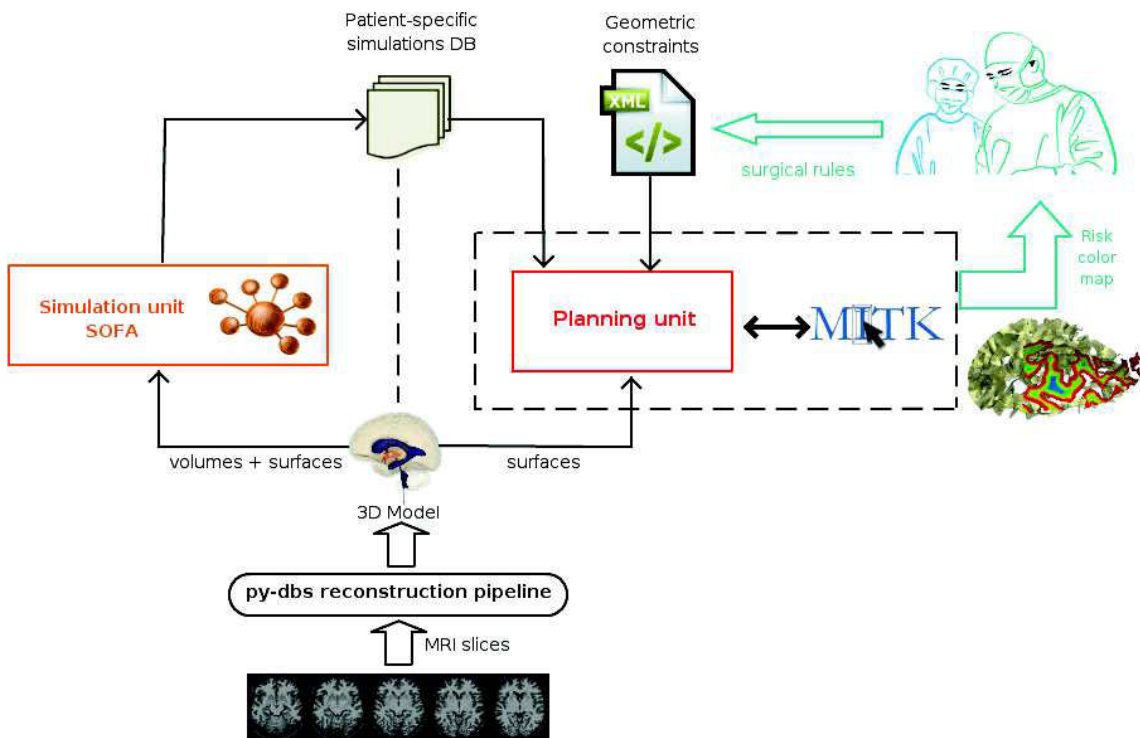 Patient-specific
simulations DB
Geometric
constraints
XML
</>
surgical rules
Risk
color
map
Simulation unit
SOFA
Planning unit
MITK
volumes + surfaces
surfaces
3D Model
py-dbs reconstruction pipeline
MRI slices